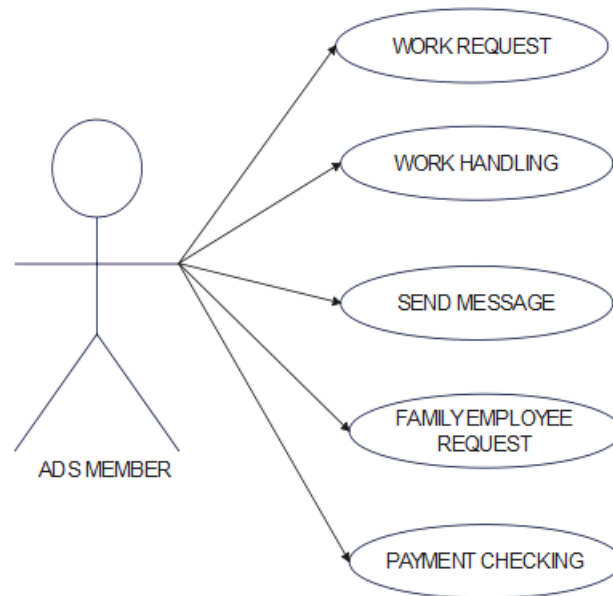 WORK REQUEST
WORK HANDLING
SEND MESSAGE
FAMILY EMPLOYEE
REQUEST
ADS MEMBER
PAYMENT CHECKING